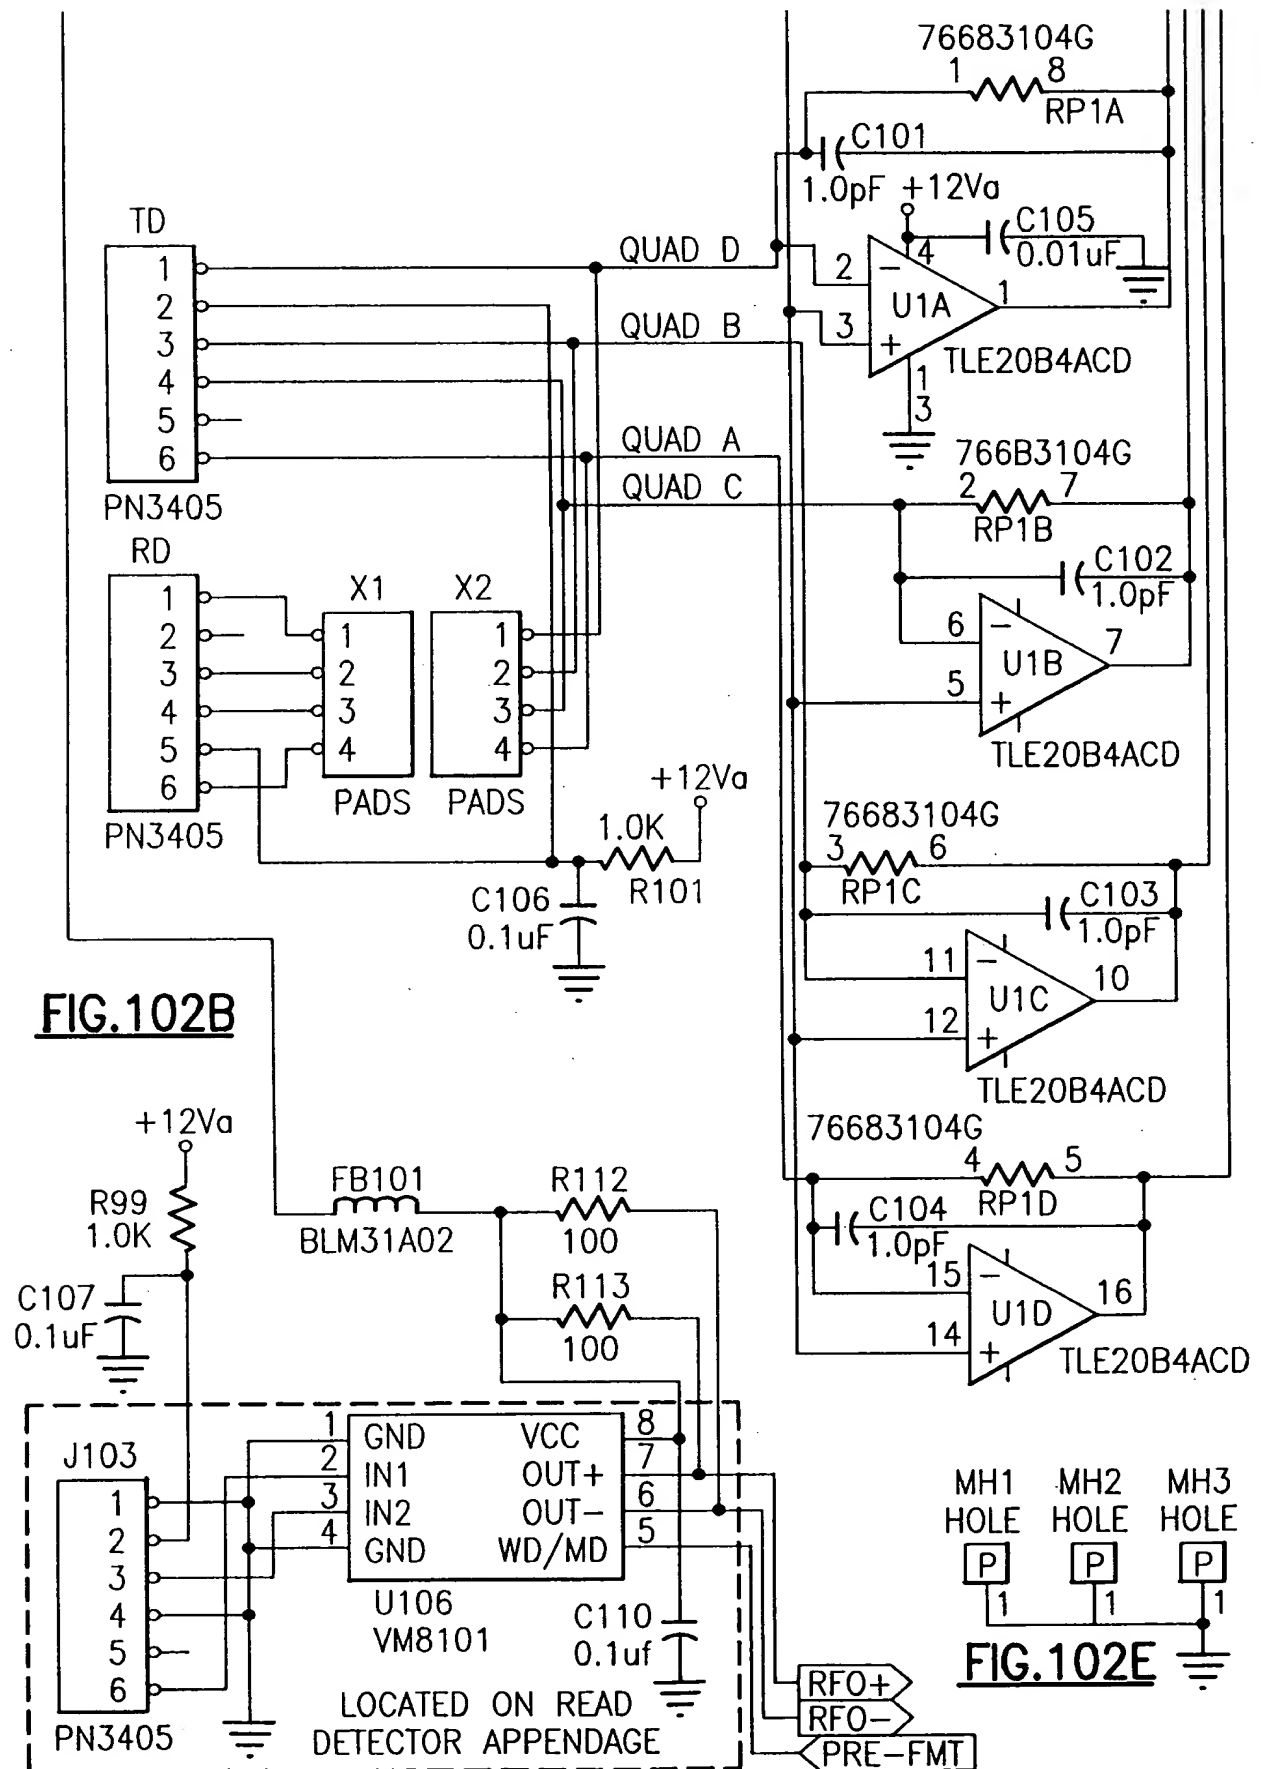 76683104G
1 8
RP1A
C101
1.0pF +12Va
C105
0.01uF
4
2 −
3 +
U1A
1
TLE20B4ACD
1
3
TD
1
2
3
4
5
6
PN3405
QUAD D
QUAD B
QUAD A
QUAD C
766B3104G
2 7
RP1B
C102
1.0pF
6 −
5 +
U1B
7
TLE20B4ACD
RD
1
2
3
4
5
6
PN3405
X1
1
2
3
4
PADS
X2
1
2
3
4
PADS
+12Va
1.0K
R101
C106
0.1uF
76683104G
3 6
RP1C
C103
1.0pF
11 −
12 +
U1C
10
TLE20B4ACD
FIG.102B
76683104G
4 5
RP1D
C104
1.0pF
15 −
14 +
U1D
16
TLE20B4ACD
+12Va
R99
1.0K
C107
0.1uF
FB101
BLM31A02
R112
100
R113
100
J103
1
2
3
4
5
6
PN3405
1 GND VCC 8
2 IN1 OUT+ 7
3 IN2 OUT− 6
4 GND WD/MD 5
U106
VM8101
C110
0.1uf
LOCATED ON READ
DETECTOR APPENDAGE
RFO+
RFO−
PRE−FMT
MH1 MH2 MH3
HOLE HOLE HOLE
P P P
1 1 1
FIG.102E